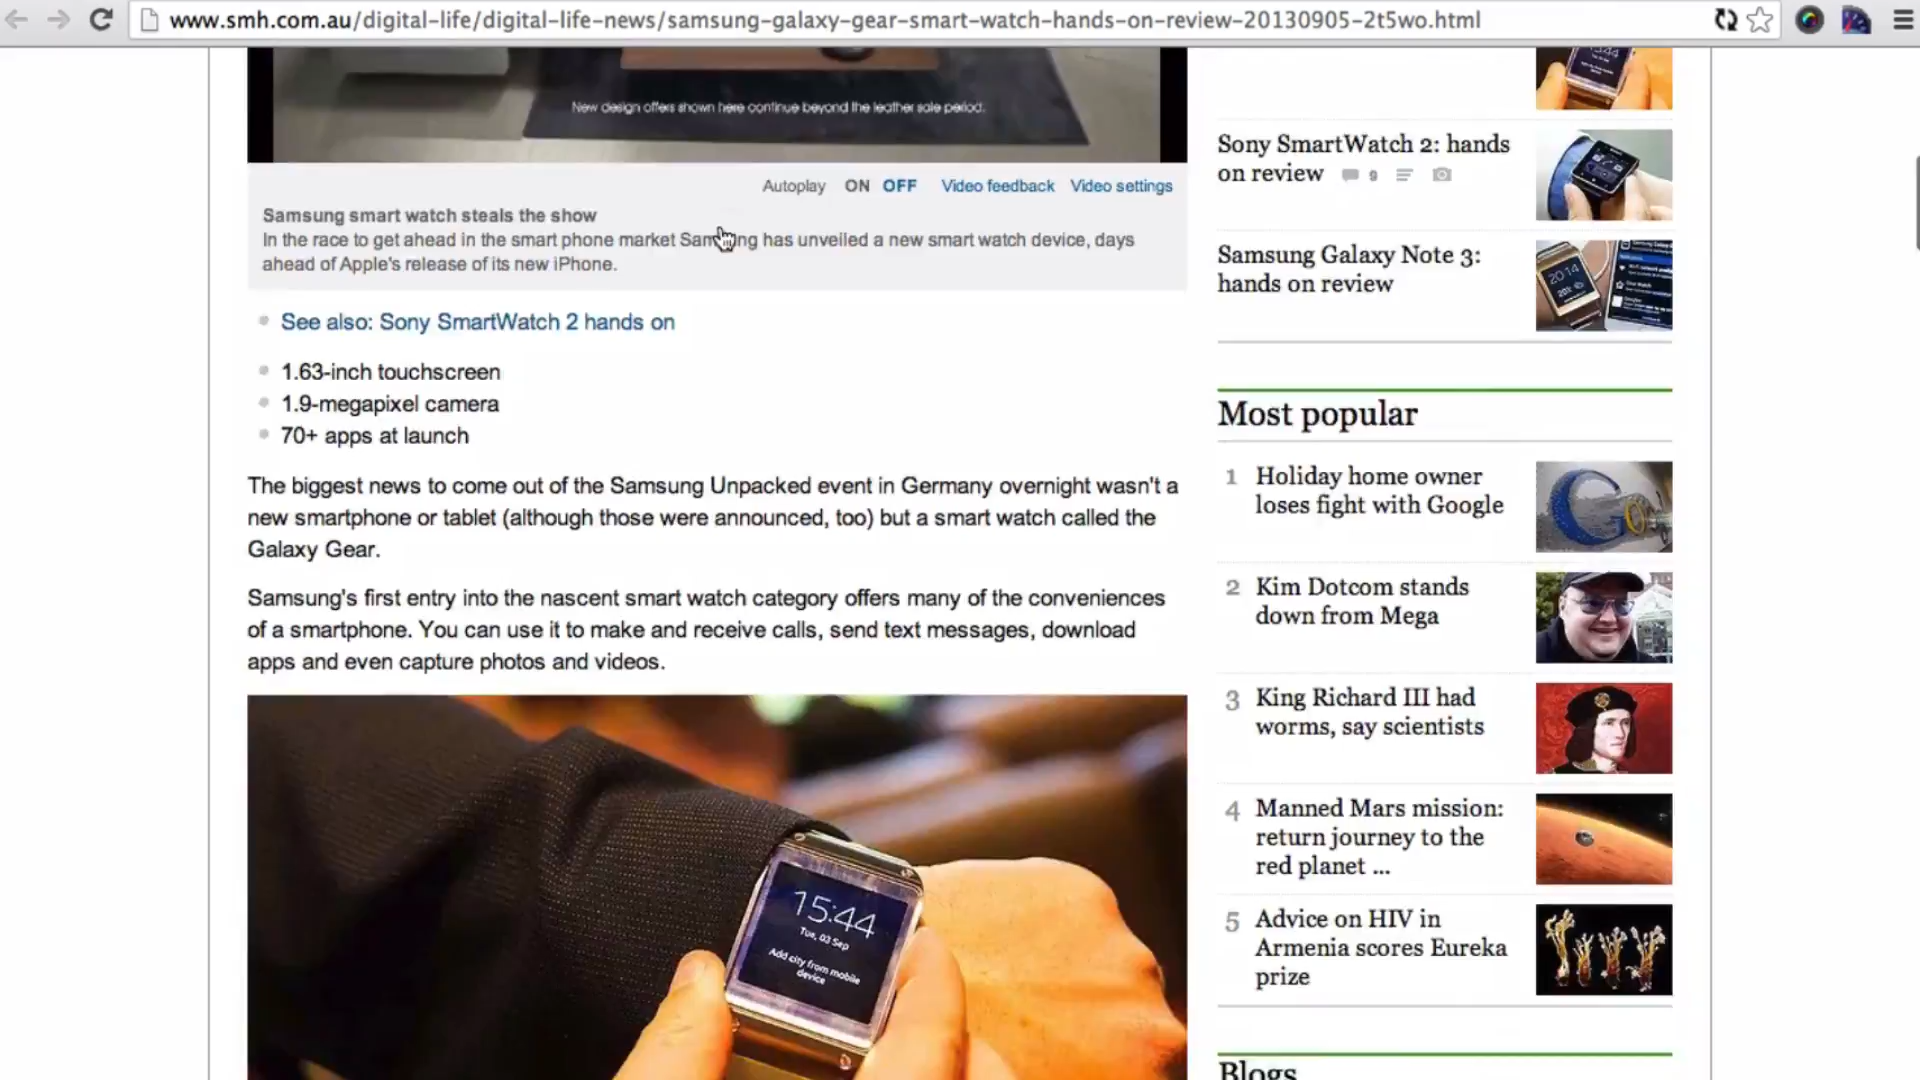 www.smh.com.au/digital-life/digital-life-news/samsung-galaxy-gear-smart-watch-hands-on-review-20130905-2t5wo.html
New design offers shown here continue beyond the leather sale period.
Autoplay ON OFF Video feedback Video settings
Samsung smart watch steals the show
In the race to get ahead in the smart phone market Samsung has unveiled a new smart watch device, days
ahead of Apple's release of its new iPhone.
See also: Sony SmartWatch 2 hands on
1.63-inch touchscreen
1.9-megapixel camera
70+ apps at launch
The biggest news to come out of the Samsung Unpacked event in Germany overnight wasn't a
new smartphone or tablet (although those were announced, too) but a smart watch called the
Galaxy Gear.
Samsung's first entry into the nascent smart watch category offers many of the conveniences
of a smartphone. You can use it to make and receive calls, send text messages, download
apps and even capture photos and videos.
15:44
Tue, 03 Sep
Add city from mobile
device
Sony SmartWatch 2: hands
on review 9
Samsung Galaxy Note 3:
hands on review
Most popular
1 Holiday home owner
loses fight with Google
2 Kim Dotcom stands
down from Mega
3 King Richard III had
worms, say scientists
4 Manned Mars mission:
return journey to the
red planet ...
5 Advice on HIV in
Armenia scores Eureka
prize
Blogs